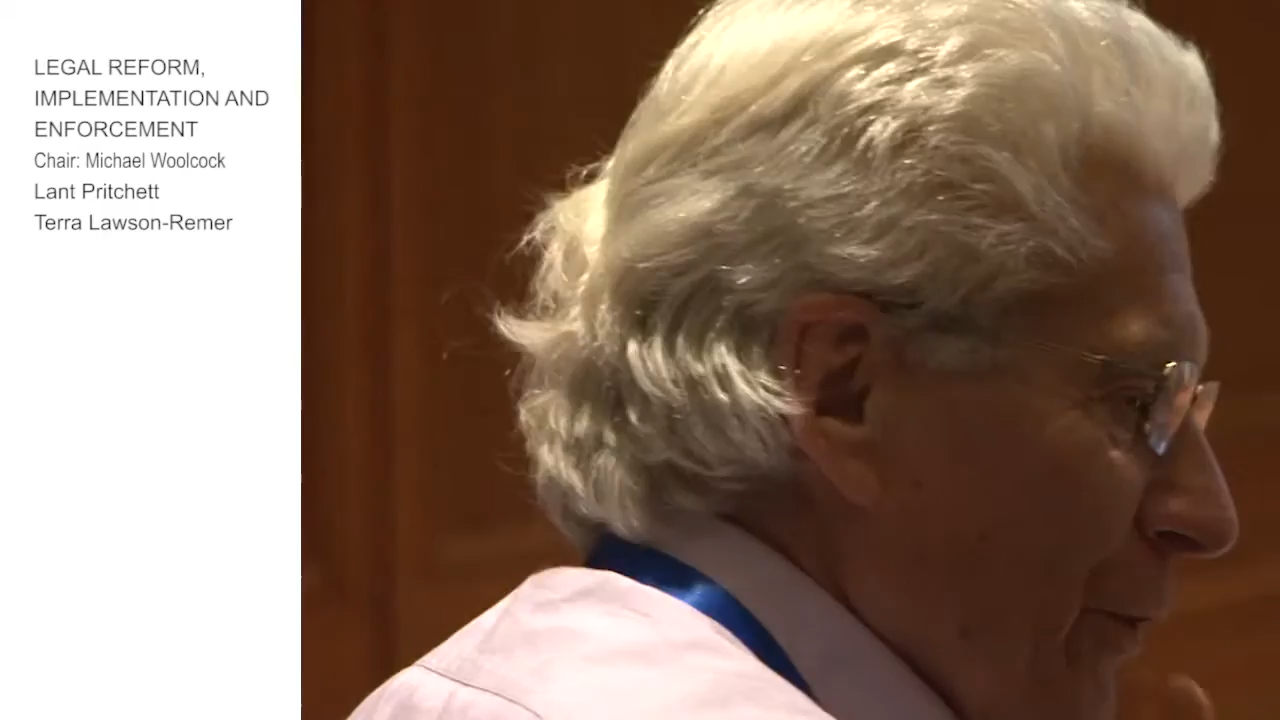 LEGAL REFORM,
IMPLEMENTATION AND
ENFORCEMENT
Chair: Michael Woolcock
Lant Pritchett
Terra Lawson-Remer